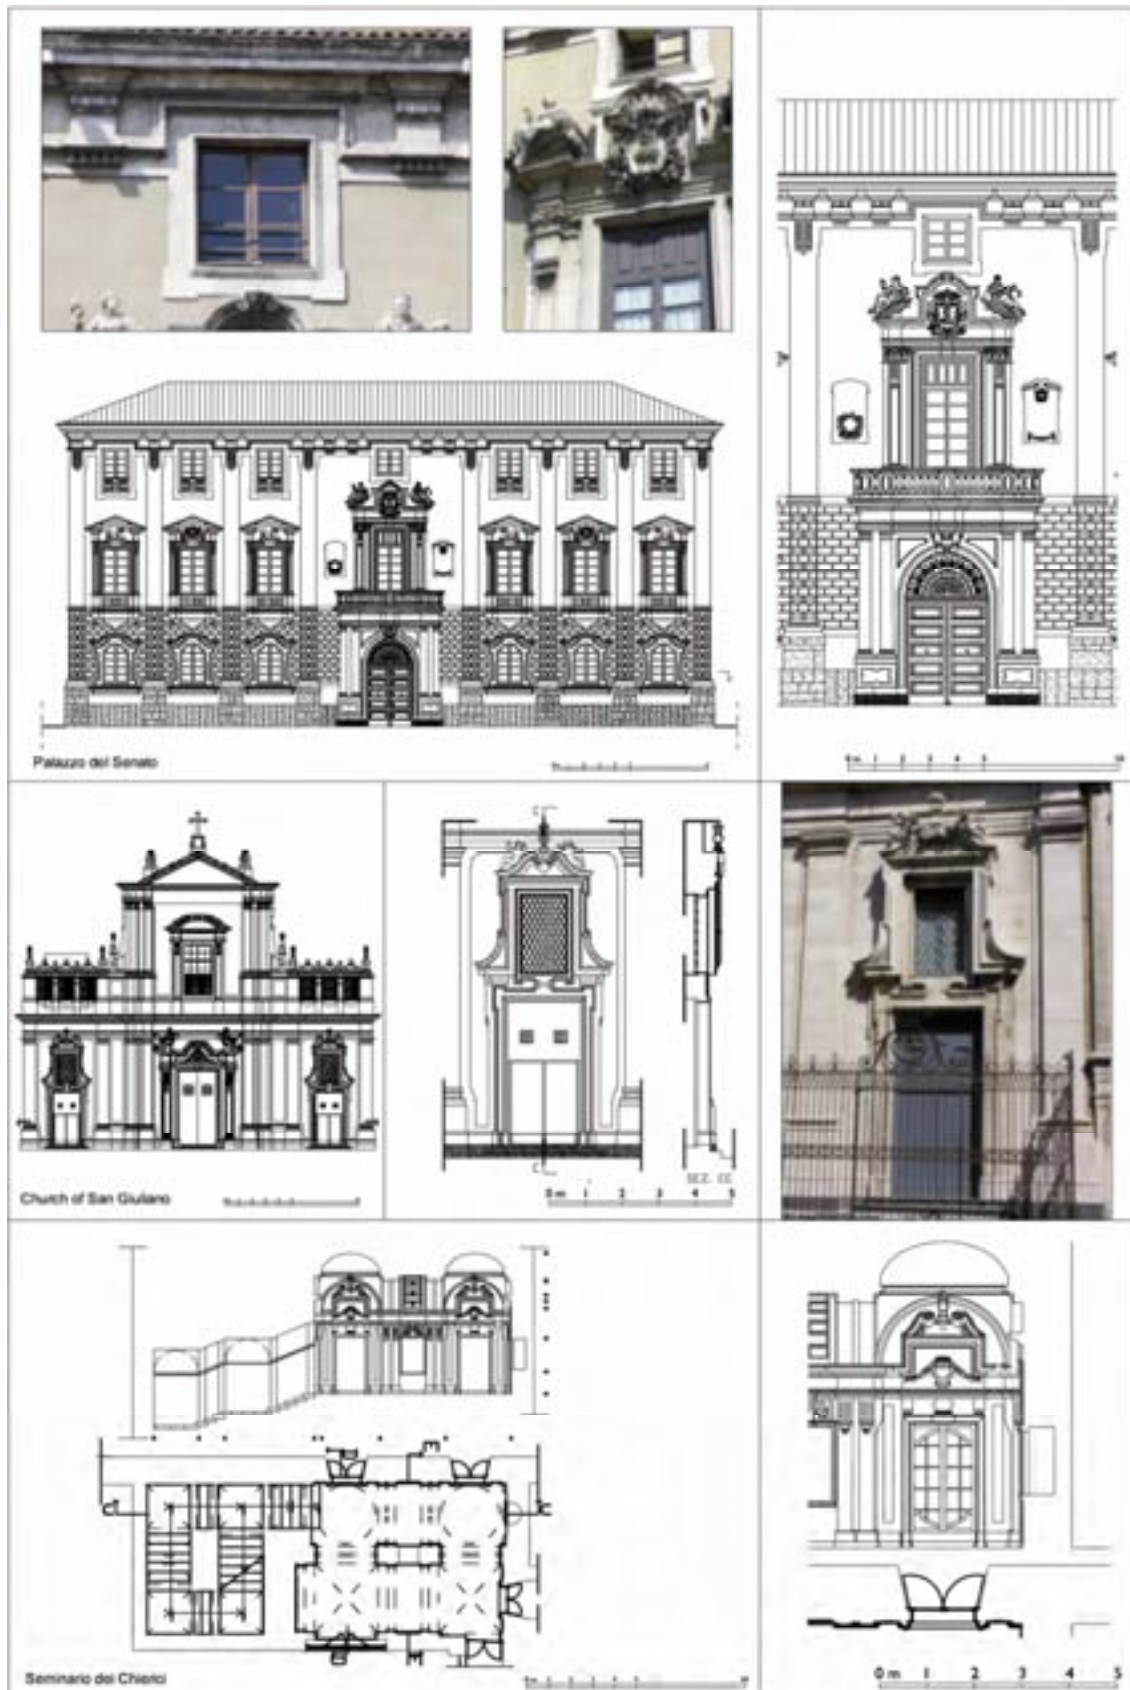 Palazzo del Senato
0 m 1 2 3 4 5 10
Church of San Giuliano
C
C
SEZ. CC
0 m 1 2 3 4 5
Seminario dei Chierici
0 m 1 2 3 4 5